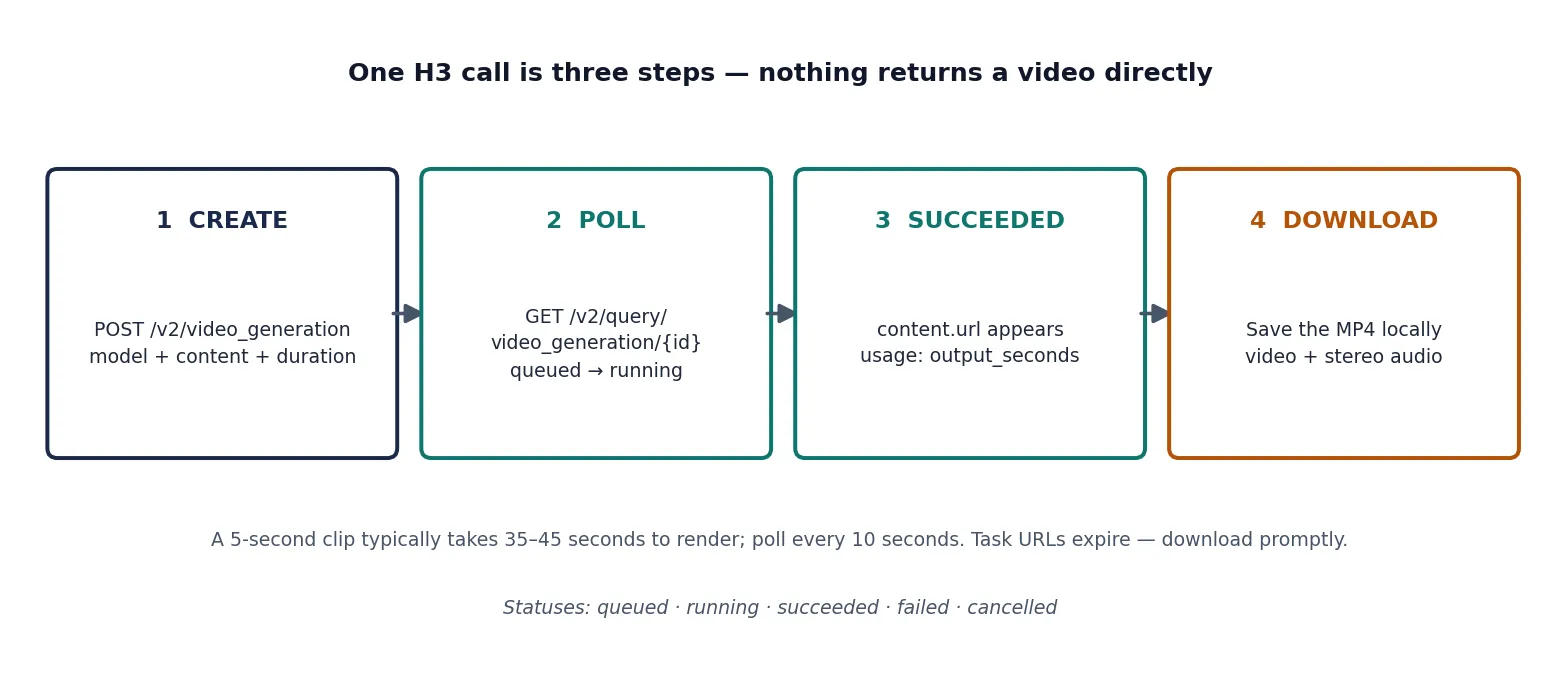 One H3 call is three steps — nothing returns a video directly
1 CREATE
POST /v2/video_generation
model + content + duration
2 POLL
GET /v2/query/
video_generation/{id}
queued → running
3 SUCCEEDED
content.url appears
usage: output_seconds
4 DOWNLOAD
Save the MP4 locally
video + stereo audio
A 5-second clip typically takes 35–45 seconds to render; poll every 10 seconds. Task URLs expire — download promptly.
Statuses: queued · running · succeeded · failed · cancelled